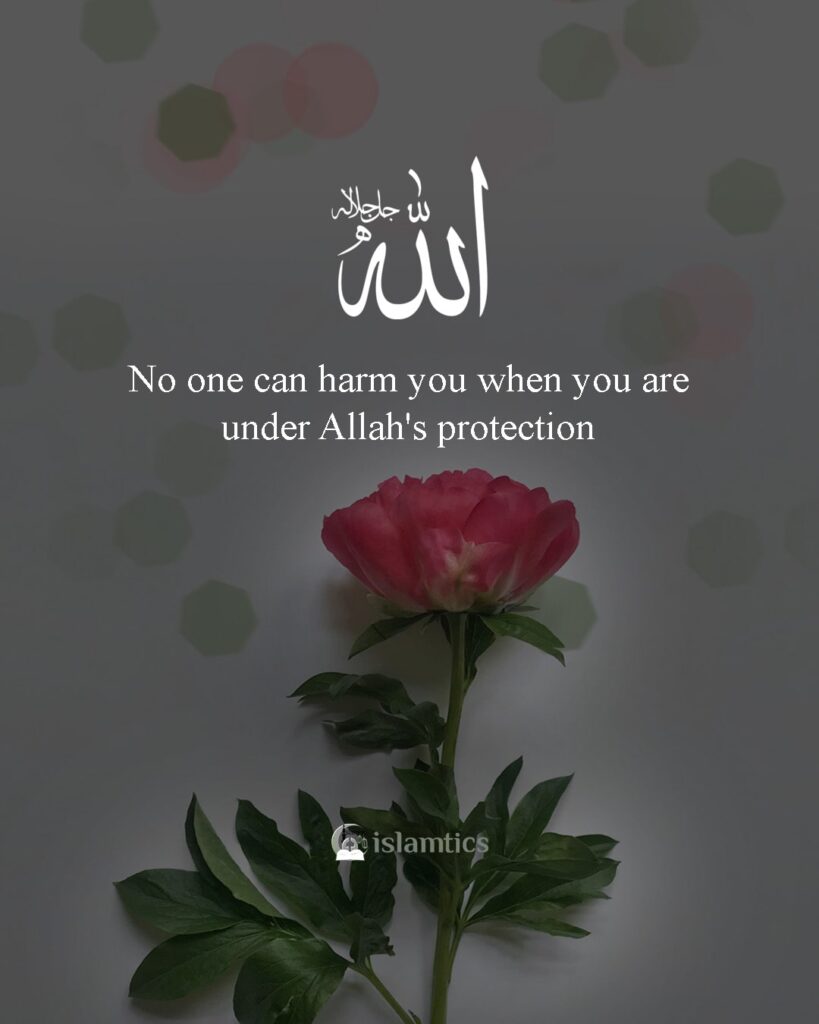 الله
جل جلاله
No one can harm you when you are
under Allah's protection
islamtics